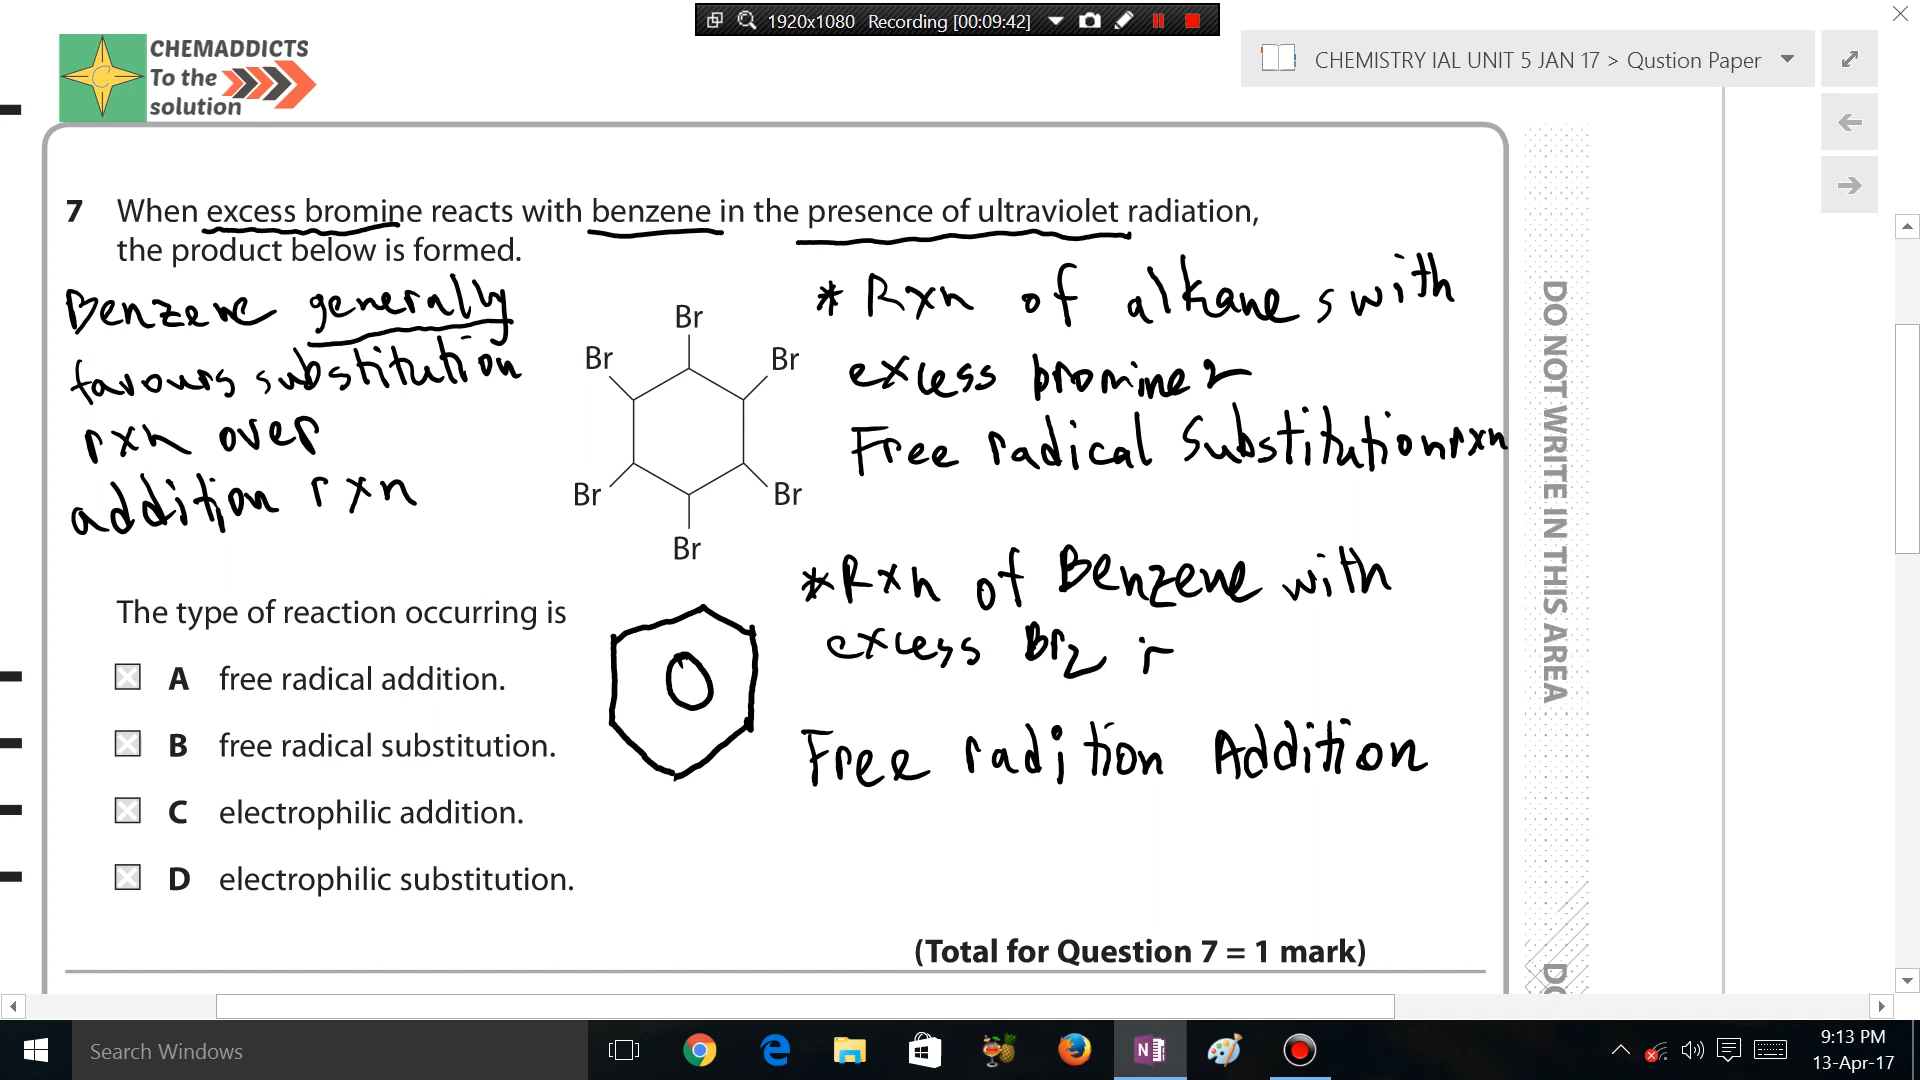 1920x1080 Recording [00:09:42]
CHEMADDICTS
To the
solution
CHEMISTRY IAL UNIT 5 JAN 17 > Qustion Paper
7 When excess bromine reacts with benzene in the presence of ultraviolet radiation,
the product below is formed.
Benzene generally
favours substitution
rxn over
addition rxn
Br
Br
Br
Br
Br
Br
* Rxn of alkanes with
excess bromine
Free radical Substitution rxn
*Rxn of Benzene with
excess Br2
Free radition Addition
The type of reaction occurring is
A free radical addition.
B free radical substitution.
C electrophilic addition.
D electrophilic substitution.
(Total for Question 7 = 1 mark)
DO NOT WRITE IN THIS AREA
DO
Search Windows
9:13 PM
13-Apr-17